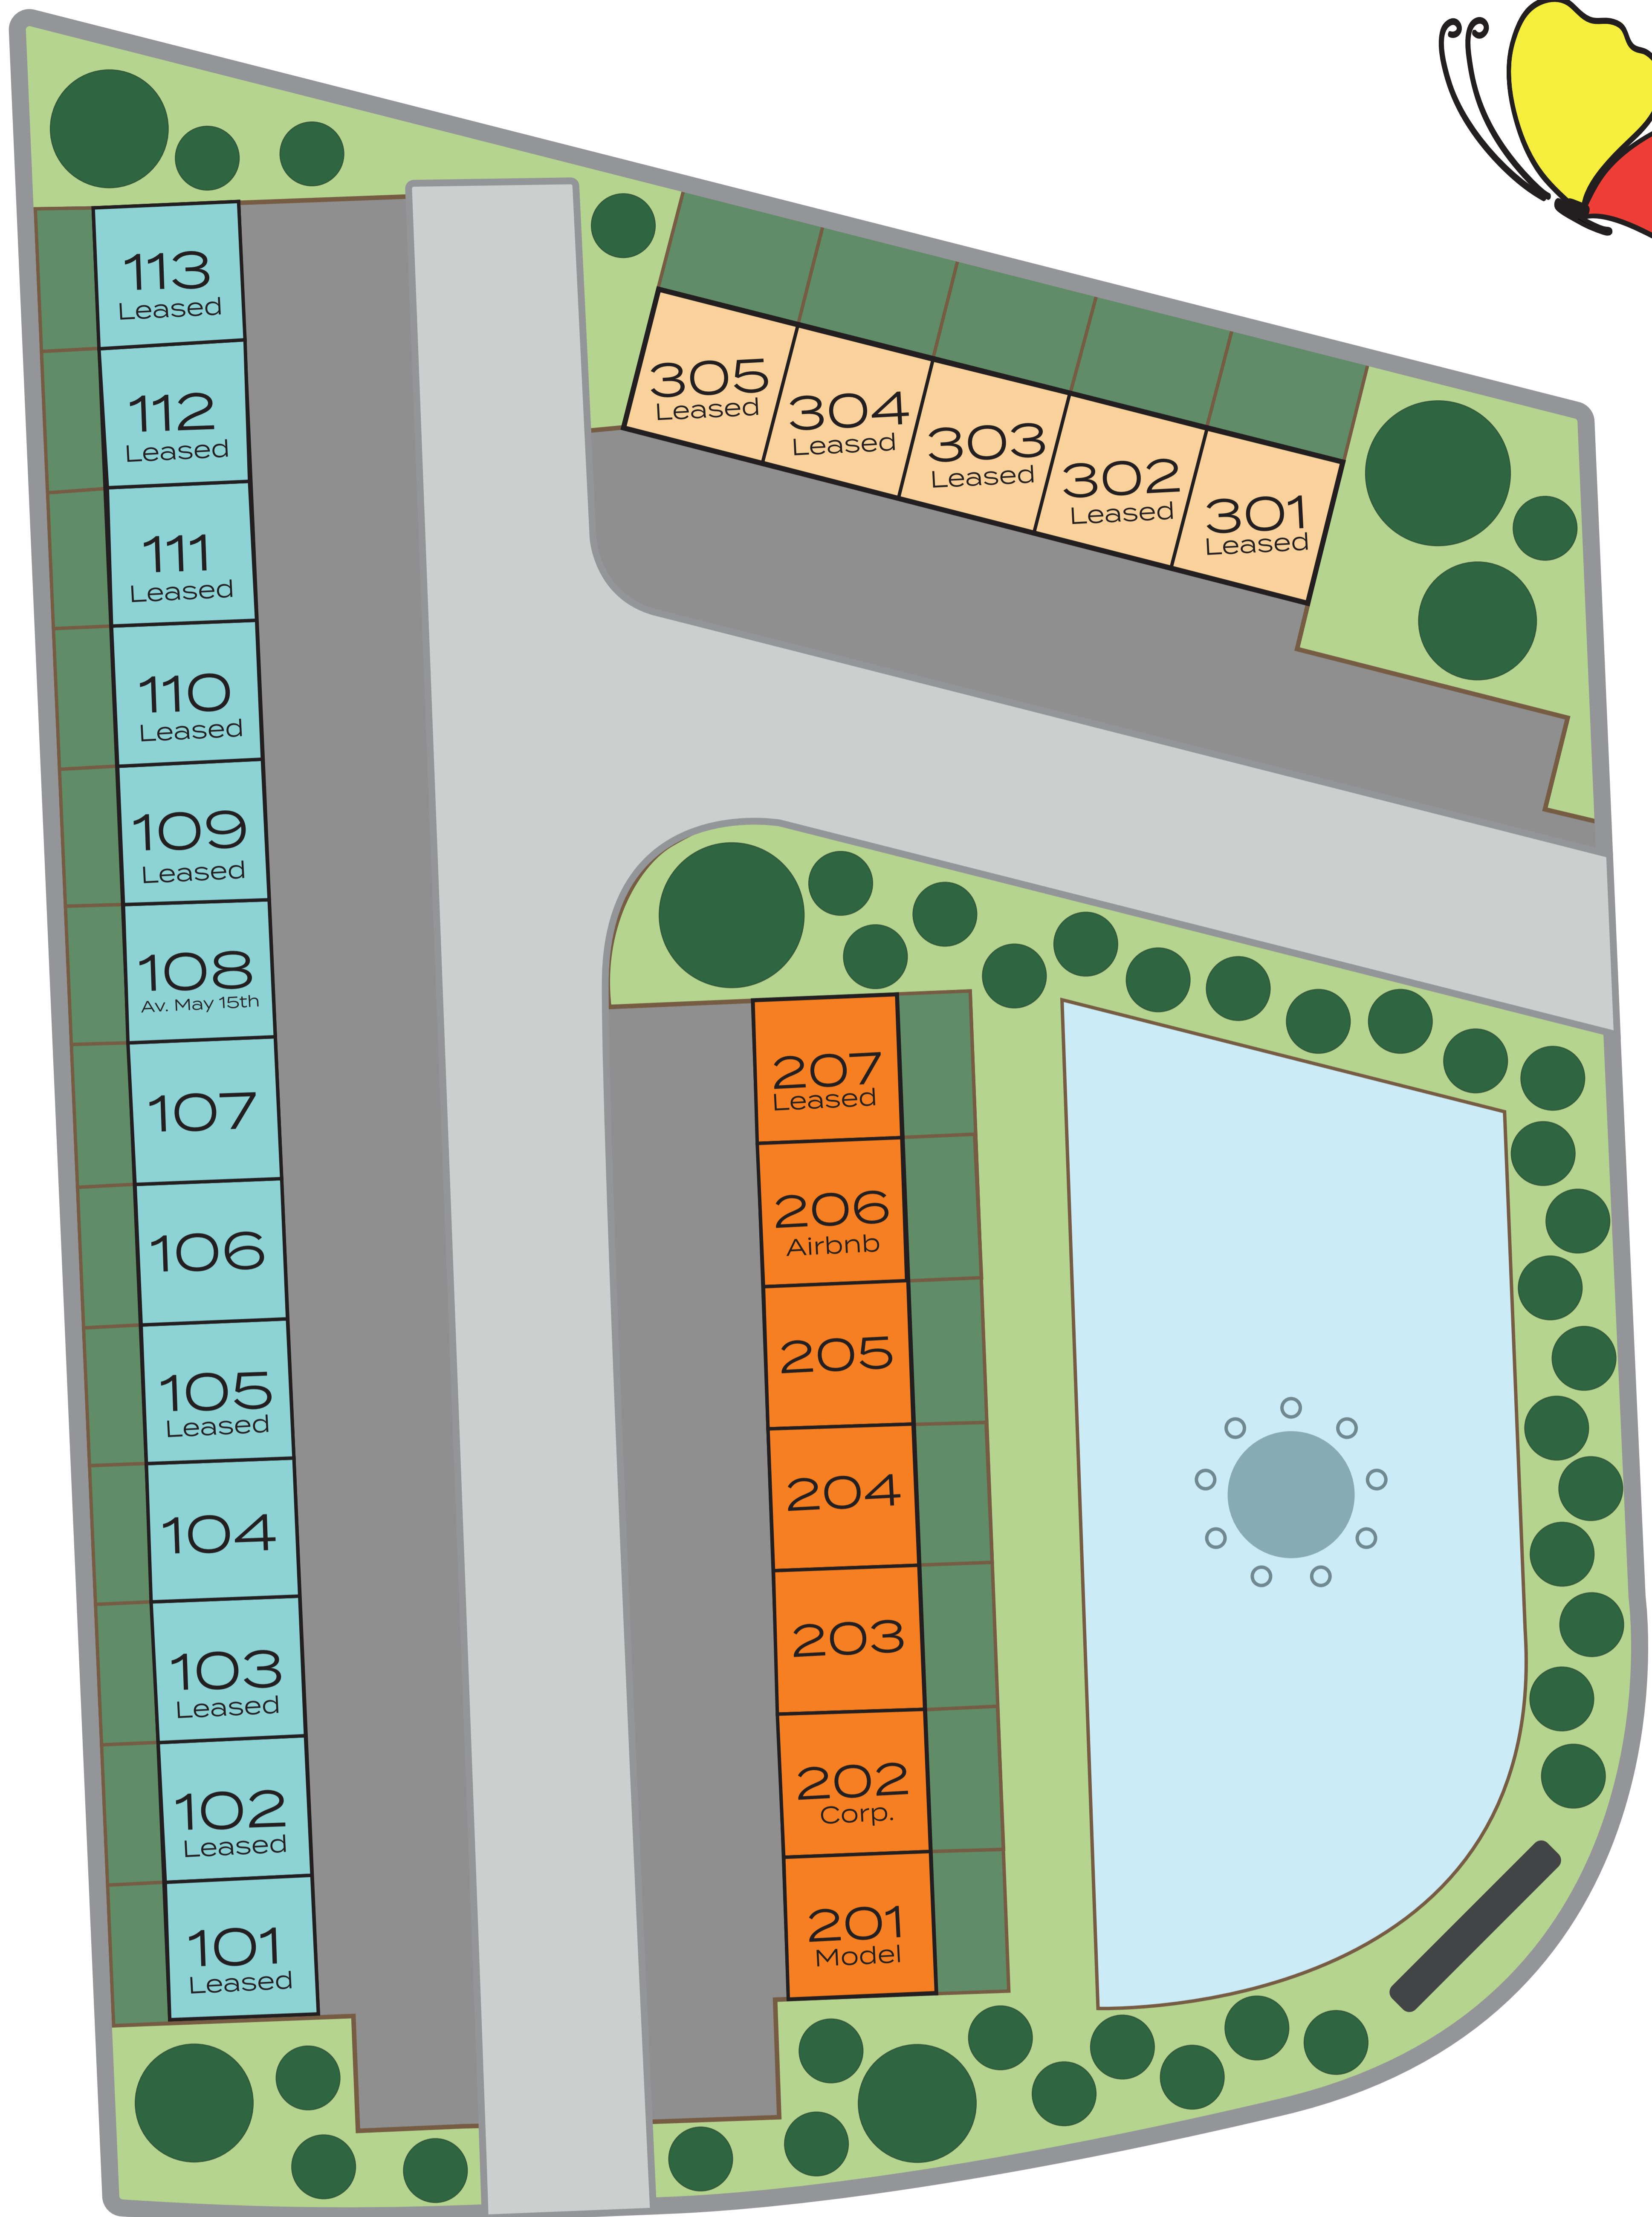 113
Leased
112
Leased
111
Leased
110
Leased
109
Leased
108
Av. May 15th
107
106
105
Leased
104
103
Leased
102
Leased
101
Leased
305
Leased
304
Leased
303
Leased
302
Leased
301
Leased
207
Leased
206
Airbnb
205
204
203
202
Corp.
201
Model